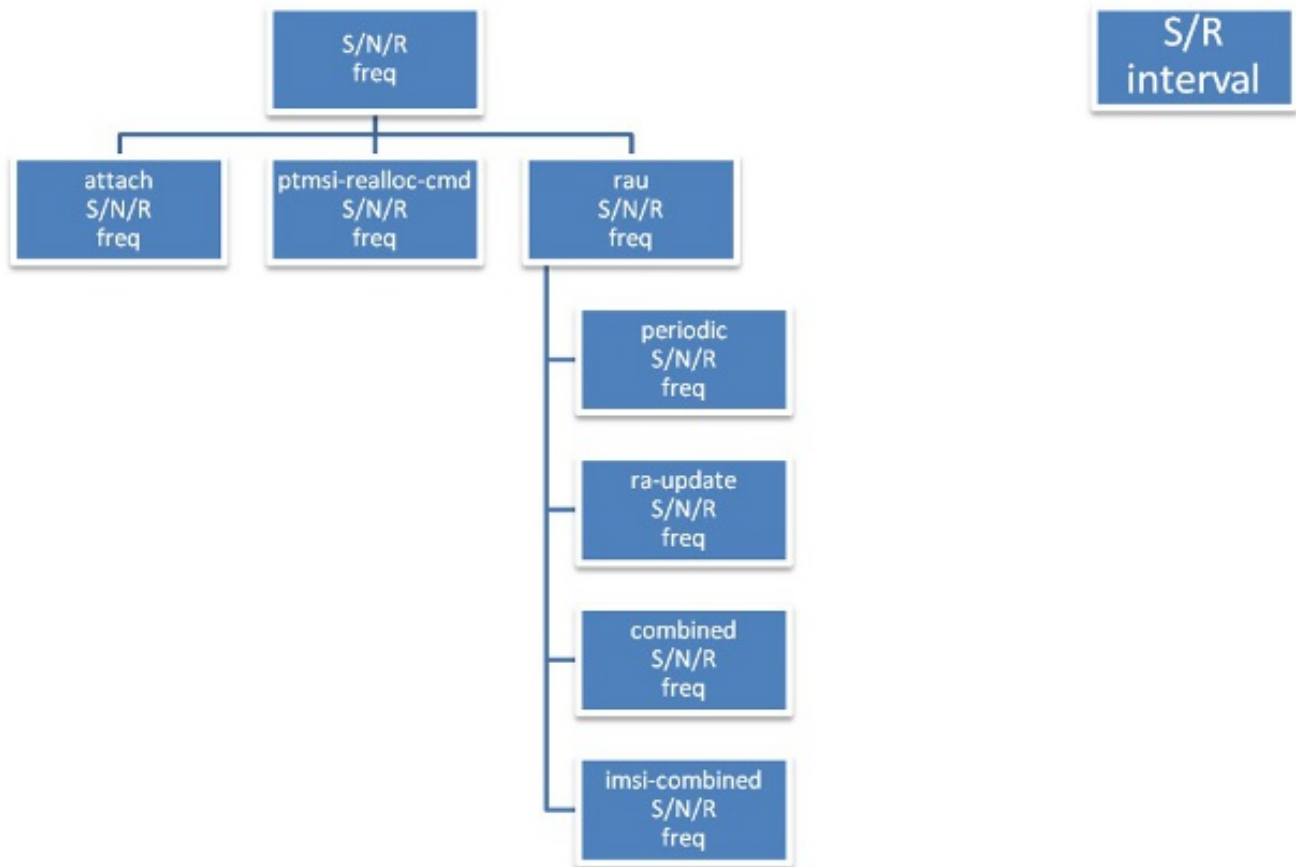 S/N/R
freq
S/R
interval
attach
S/N/R
freq
ptmsi-realloc-cmd
S/N/R
freq
rau
S/N/R
freq
periodic
S/N/R
freq
ra-update
S/N/R
freq
combined
S/N/R
freq
imsi-combined
S/N/R
freq